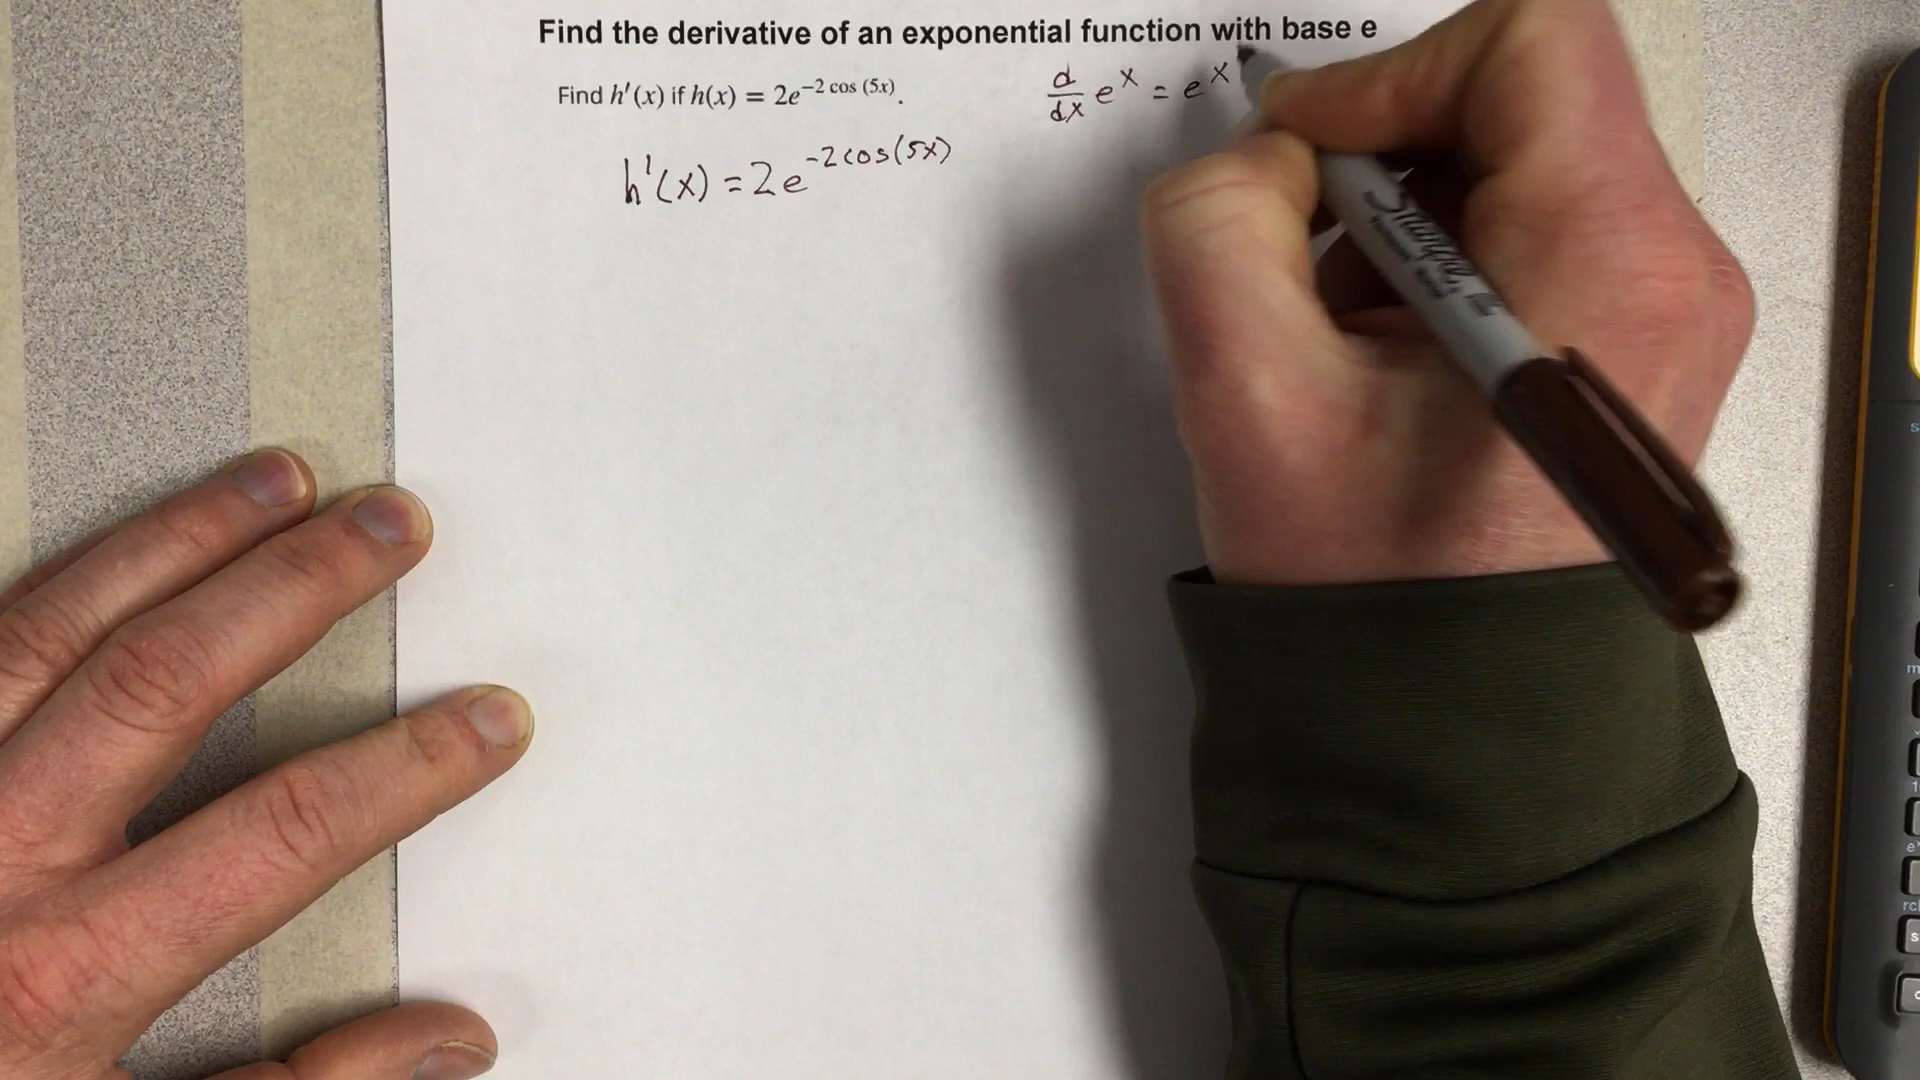 Find the derivative of an exponential function with base e
Find h′(x) if h(x) = 2e^{−2 cos (5x)}.
d/dx e^x = e^x
h'(x) = 2e^{-2cos(5x)}
Sharpie